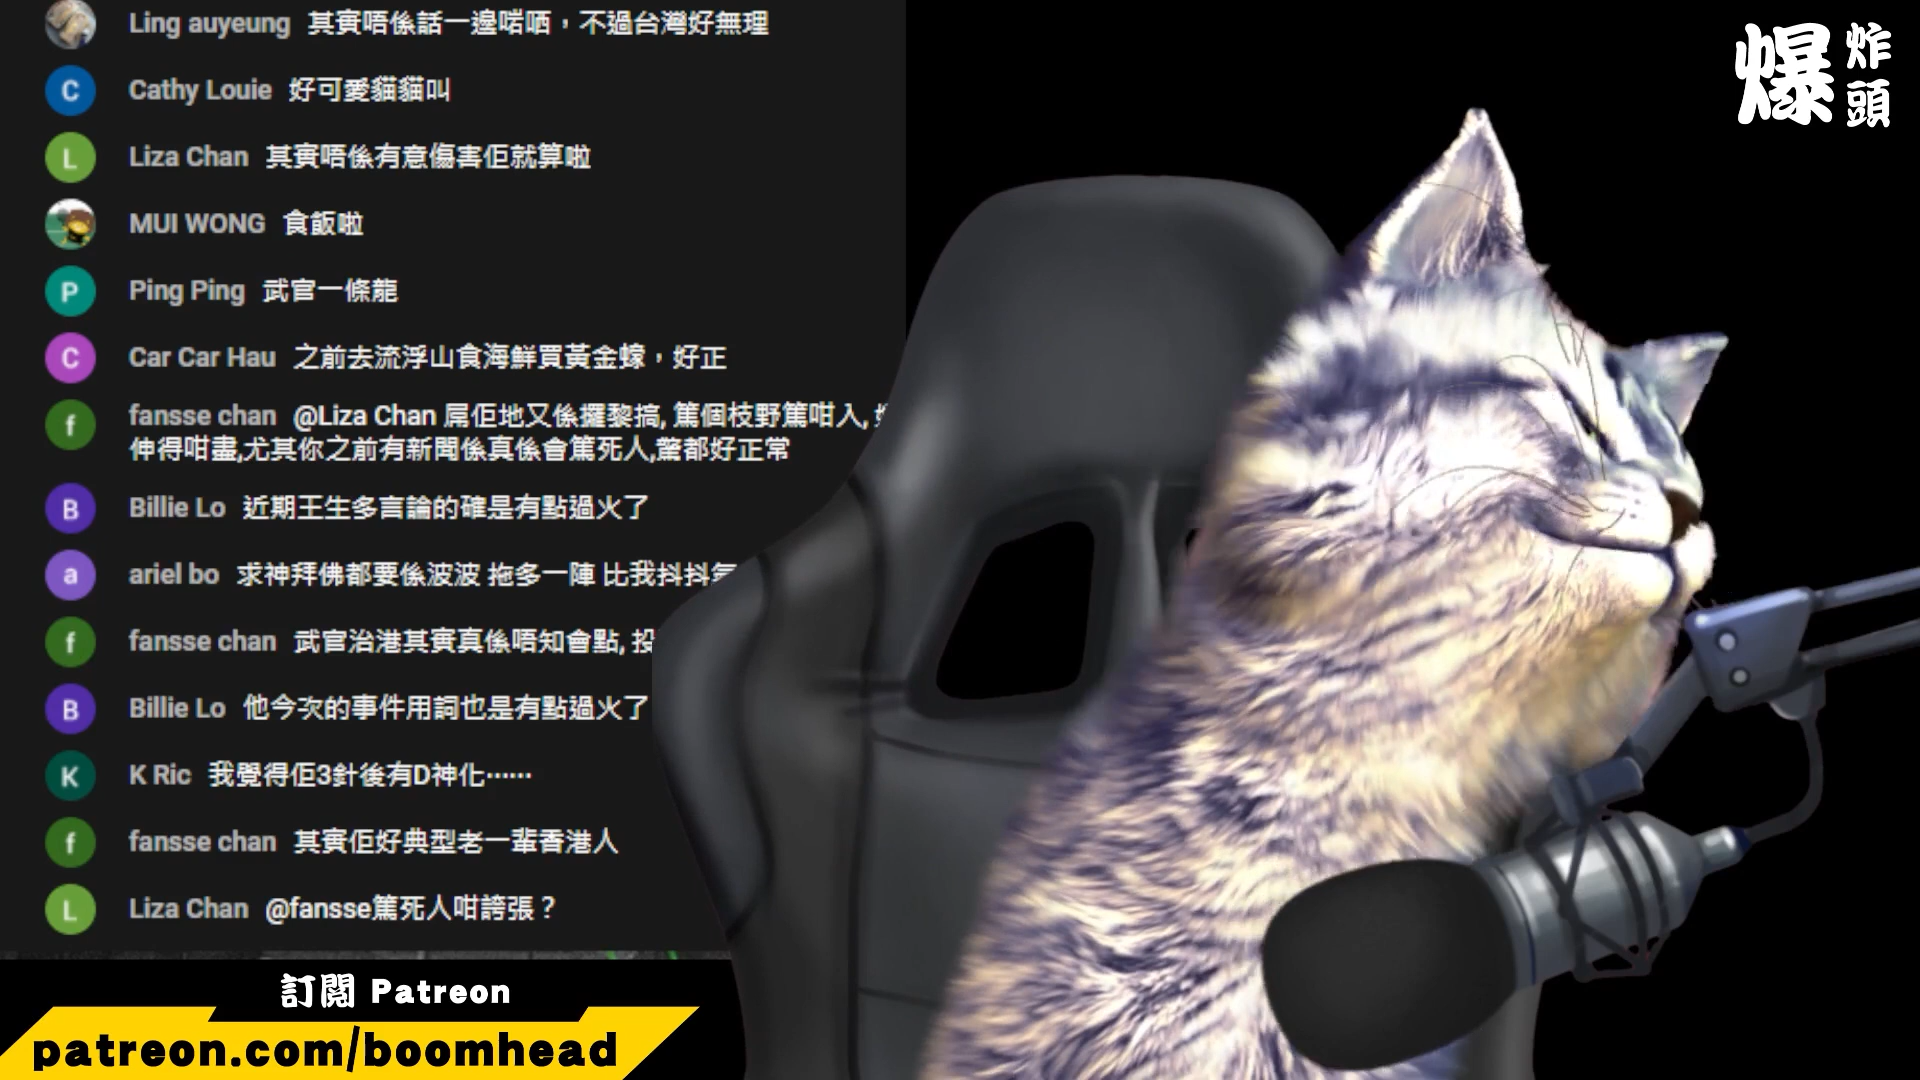 Ling auyeung 其實唔係話一邊啱哂，不過台灣好無理
C Cathy Louie 好可愛貓貓叫
L Liza Chan 其實唔係有意傷害佢就算啦
MUI WONG 食飯啦
P Ping Ping 武官一條龍
C Car Car Hau 之前去流浮山食海鮮買黃金蠔，好正
f fansse chan @Liza Chan 屌佢地又係攞黎搞, 篤個枝野篤咁入,
伸得咁盡,尤其你之前有新聞係真係會篤死人,驚都好正常
B Billie Lo 近期王生多言論的確是有點過火了
a ariel bo 求神拜佛都要係波波 拖多一陣 比我抖抖氣
f fansse chan 武官治港其實真係唔知會點, 投
B Billie Lo 他今次的事件用詞也是有點過火了
K K Ric 我覺得佢3針後有D神化⋯⋯
f fansse chan 其實佢好典型老一輩香港人
L Liza Chan @fansse篤死人咁誇張？
訂閱 Patreon
patreon.com/boomhead
爆炸頭